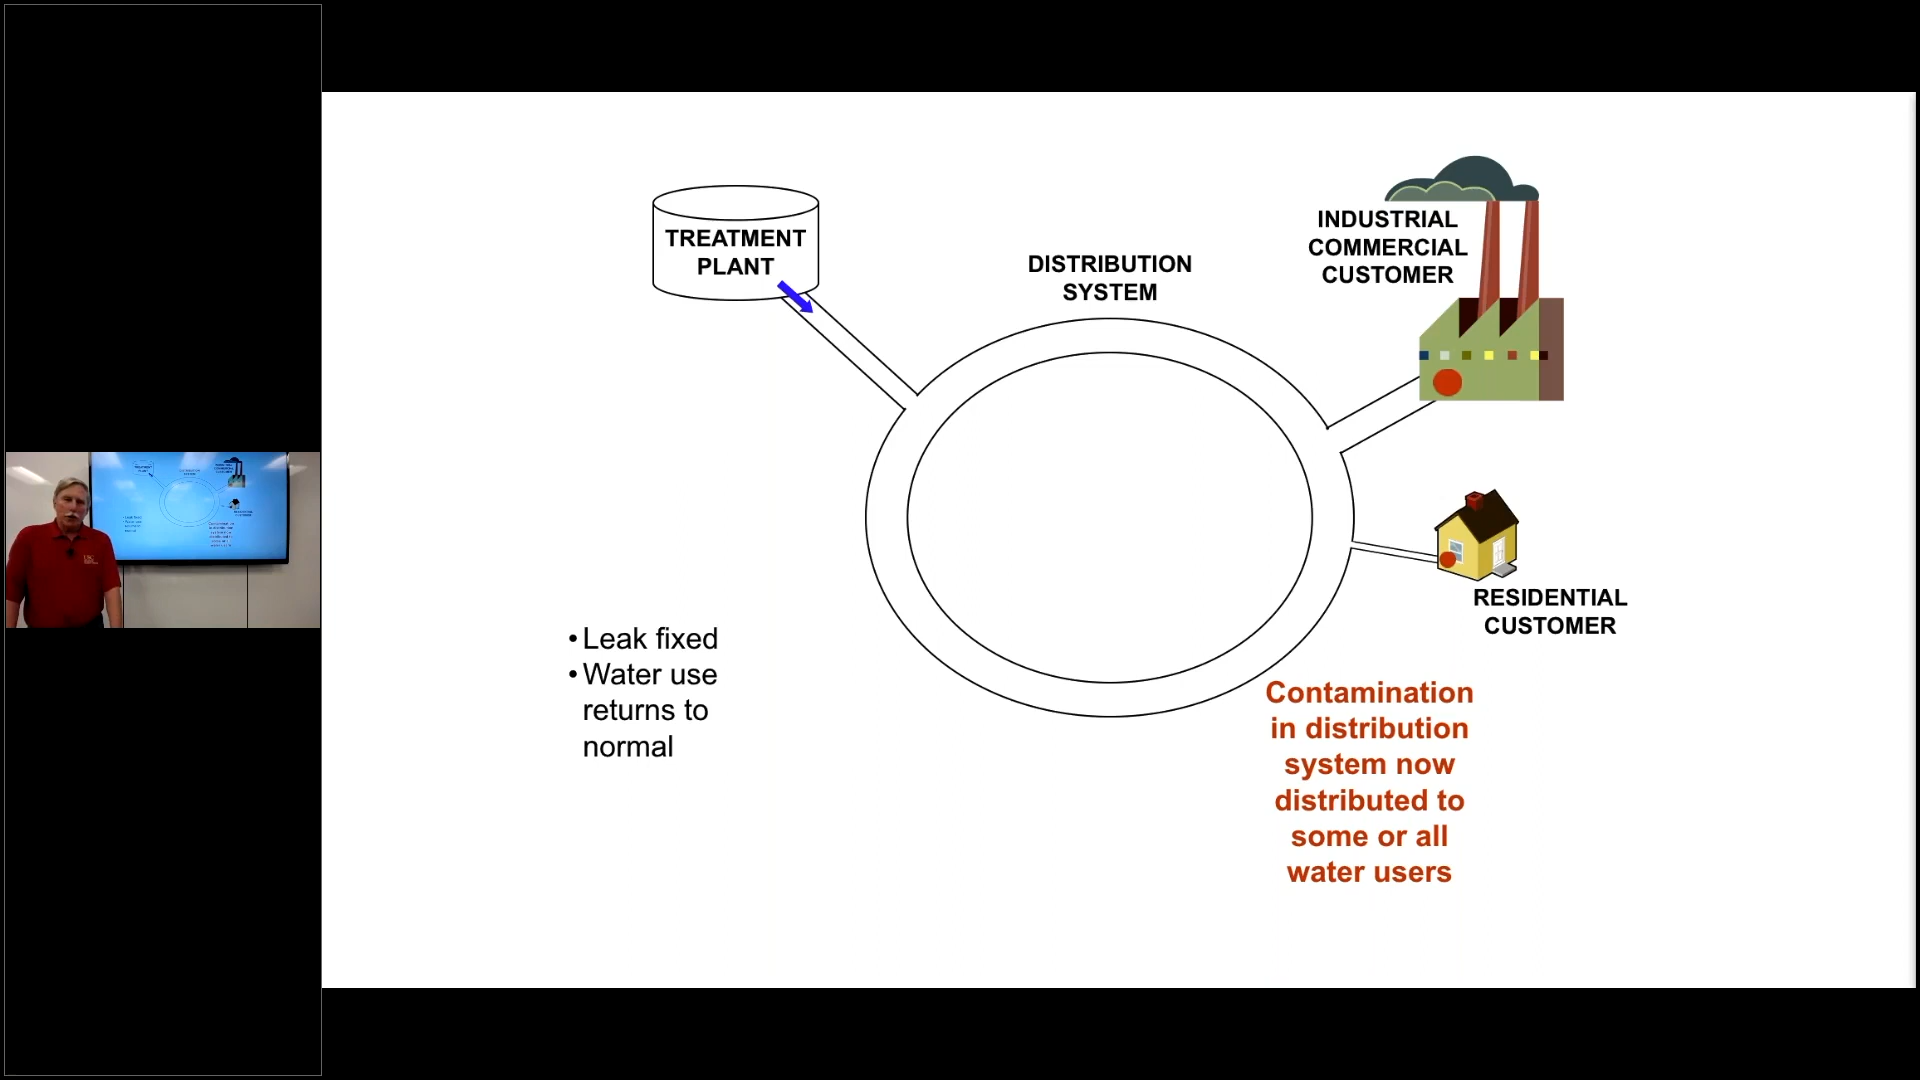 TREATMENT
PLANT
DISTRIBUTION
SYSTEM
INDUSTRIAL
COMMERCIAL
CUSTOMER
RESIDENTIAL
CUSTOMER
•Leak fixed
•Water use
returns to
normal
Contamination
in distribution
system now
distributed to
some or all
water users